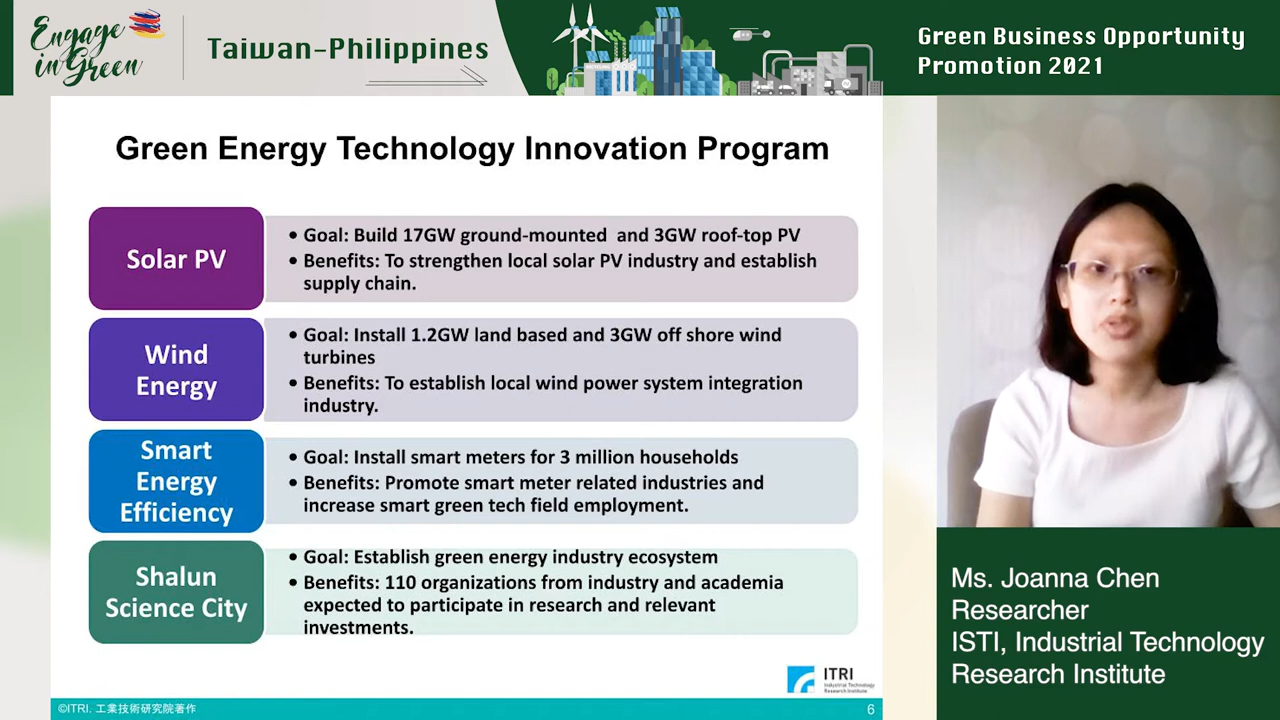 Engage
in Green
Taiwan-Philippines
Green Business Opportunity
Promotion 2021
Green Energy Technology Innovation Program
Solar PV
• Goal: Build 17GW ground-mounted and 3GW roof-top PV
• Benefits: To strengthen local solar PV industry and establish
supply chain.
Wind
Energy
• Goal: Install 1.2GW land based and 3GW off shore wind
turbines
• Benefits: To establish local wind power system integration
industry.
Smart
Energy
Efficiency
• Goal: Install smart meters for 3 million households
• Benefits: Promote smart meter related industries and
increase smart green tech field employment.
Shalun
Science City
• Goal: Establish green energy industry ecosystem
• Benefits: 110 organizations from industry and academia
expected to participate in research and relevant
investments.
ITRI
Industrial Technology
Research Institute
©ITRI. 工業技術研究院著作
6
Ms. Joanna Chen
Researcher
ISTI, Industrial Technology
Research Institute